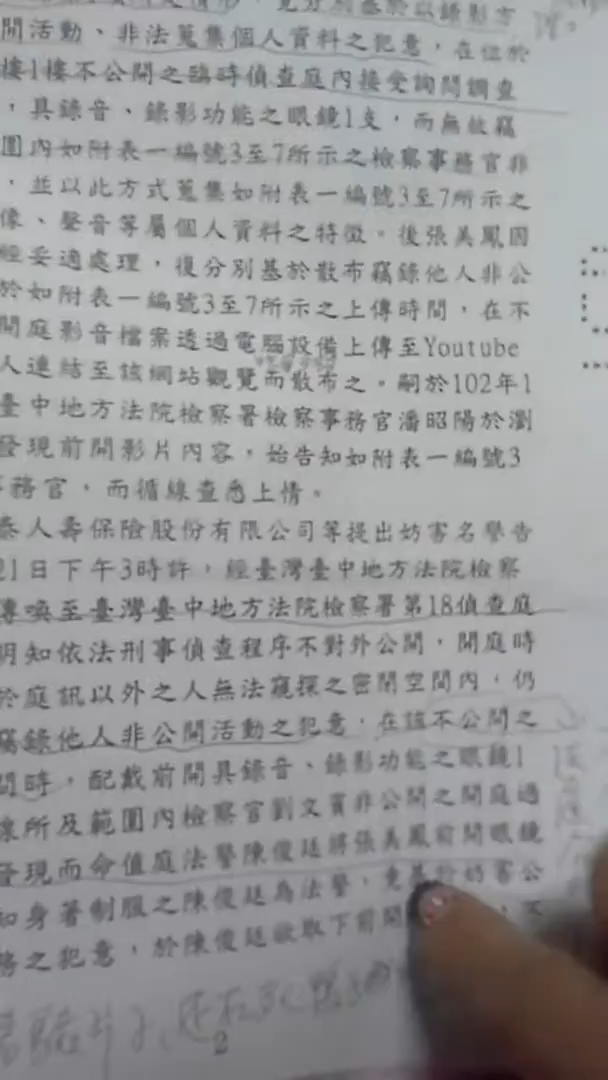 開活動、非法蒐集個人資料之犯意，在位於
樓1樓不公開之臨時偵查庭內接受詢問調查
，具錄音、錄影功能之眼鏡1支，而無故竊
圍內如附表一編號3至7所示之檢察事務官非
，並以此方式蒐集如附表一編號3至7所示之
像、聲音等屬個人資料之特徵。後張美鳳因
經妥適處理，復分別基於散布竊錄他人非公
於如附表一編號3至7所示之上傳時間，在不
開庭影音檔案透過電腦設備上傳至Youtube
人連結至該網站觀覽而散布之。嗣於102年1
臺中地方法院檢察署檢察事務官潘昭陽於瀏
發現前開影片內容，始告知如附表一編號3
事務官，而循線查悉上情。
泰人壽保險股份有限公司等提出妨害名譽告
21日下午3時許，經臺灣臺中地方法院檢察
傳喚至臺灣臺中地方法院檢察署第18偵查庭
明知依法刑事偵查程序不對外公開，開庭時
於庭訊以外之人無法窺探之密閉空間內，仍
竊錄他人非公開活動之犯意，在該不公開之
間時，配戴前開具錄音、錄影功能之眼鏡1
線所及範圍內檢察官劉文賓非公開之開庭過
發現而命值庭法警陳俊廷將張美鳳前開眼鏡
知身著制服之陳俊廷為法警，竟基於妨害公
務之犯意，於陳俊廷欲取下前開
2